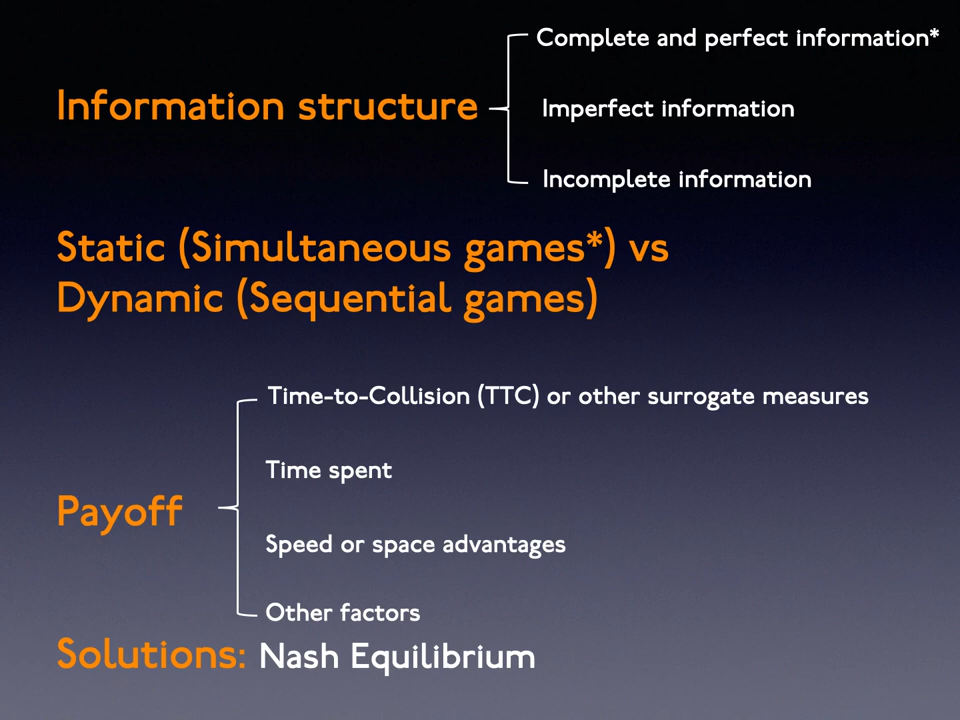 Complete and perfect information*
Information structure
Imperfect information
Incomplete information
Static (Simultaneous games*) vs
Dynamic (Sequential games)
Time-to-Collision (TTC) or other surrogate measures
Time spent
Payoff
Speed or space advantages
Other factors
Solutions: Nash Equilibrium